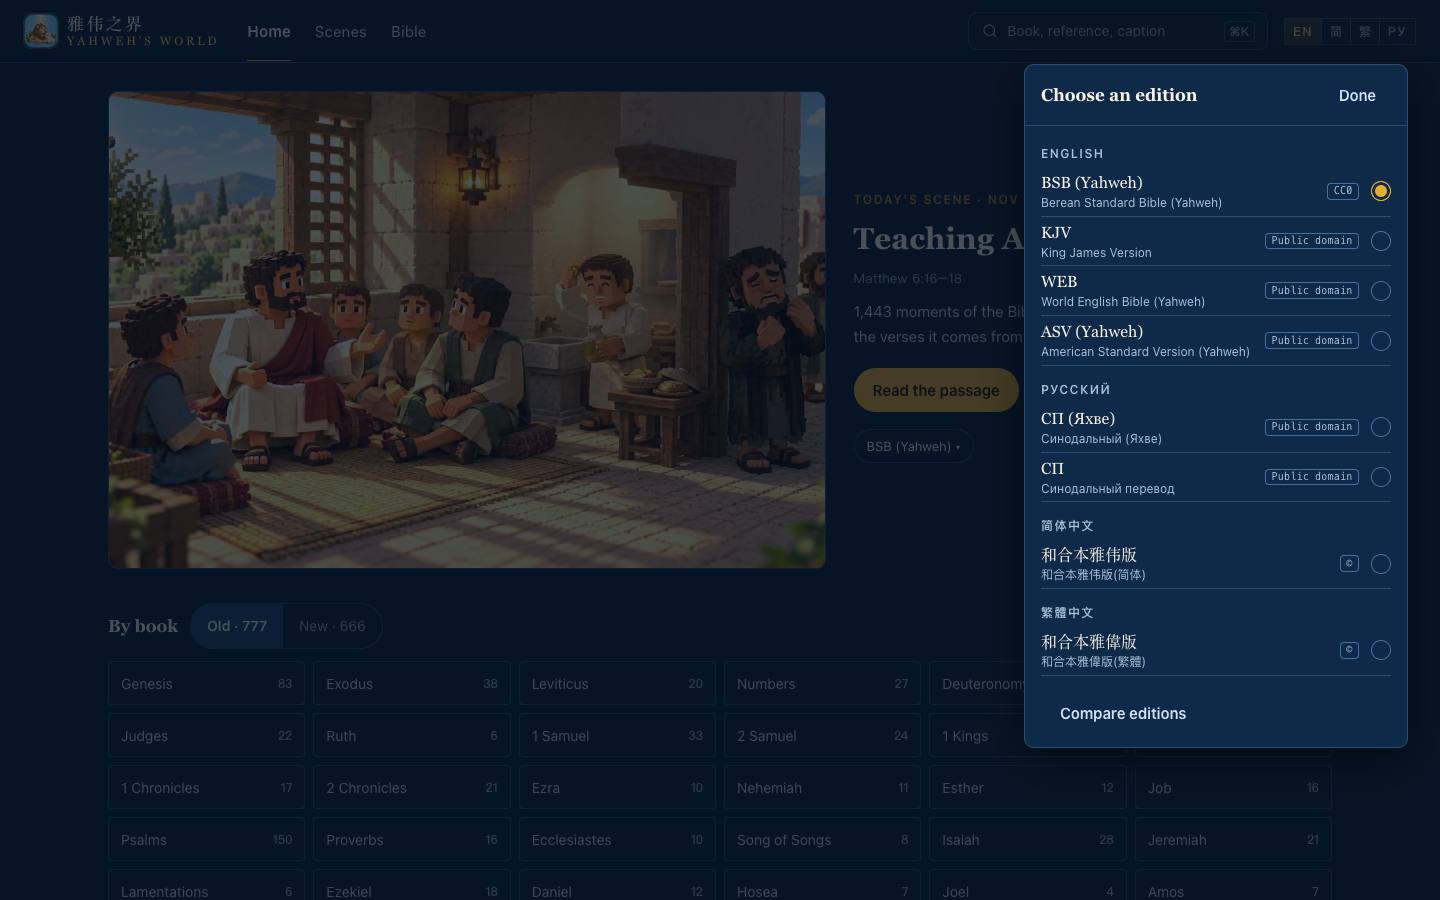 雅伟之界
YAHWEH'S WORLD
Home
Scenes
Bible
Book, reference, caption
⌘K
EN
简
繁
РУ
Choose an edition
Done
ENGLISH
BSB (Yahweh)
Berean Standard Bible (Yahweh)
CC0
KJV
King James Version
Public domain
WEB
World English Bible (Yahweh)
Public domain
ASV (Yahweh)
American Standard Version (Yahweh)
Public domain
РУССКИЙ
СП (Яхве)
Синодальный (Яхве)
Public domain
СП
Синодальный перевод
Public domain
简体中文
和合本雅伟版
和合本雅伟版(简体)
©
繁體中文
和合本雅偉版
和合本雅偉版(繁體)
©
Compare editions
TODAY'S SCENE · NOV
Teaching A
Matthew 6:16–18
1,443 moments of the Bib
the verses it comes from
Read the passage
BSB (Yahweh)
By book
Old · 777
New · 666
Genesis 83
Exodus 38
Leviticus 20
Numbers 27
Deuteronomy
Judges 22
Ruth 6
1 Samuel 33
2 Samuel 24
1 Kings
1 Chronicles 17
2 Chronicles 21
Ezra 10
Nehemiah 11
Esther 12
Job 16
Psalms 150
Proverbs 16
Ecclesiastes 10
Song of Songs 8
Isaiah 28
Jeremiah 21
Lamentations 6
Ezekiel 18
Daniel 12
Hosea 7
Joel 4
Amos 7